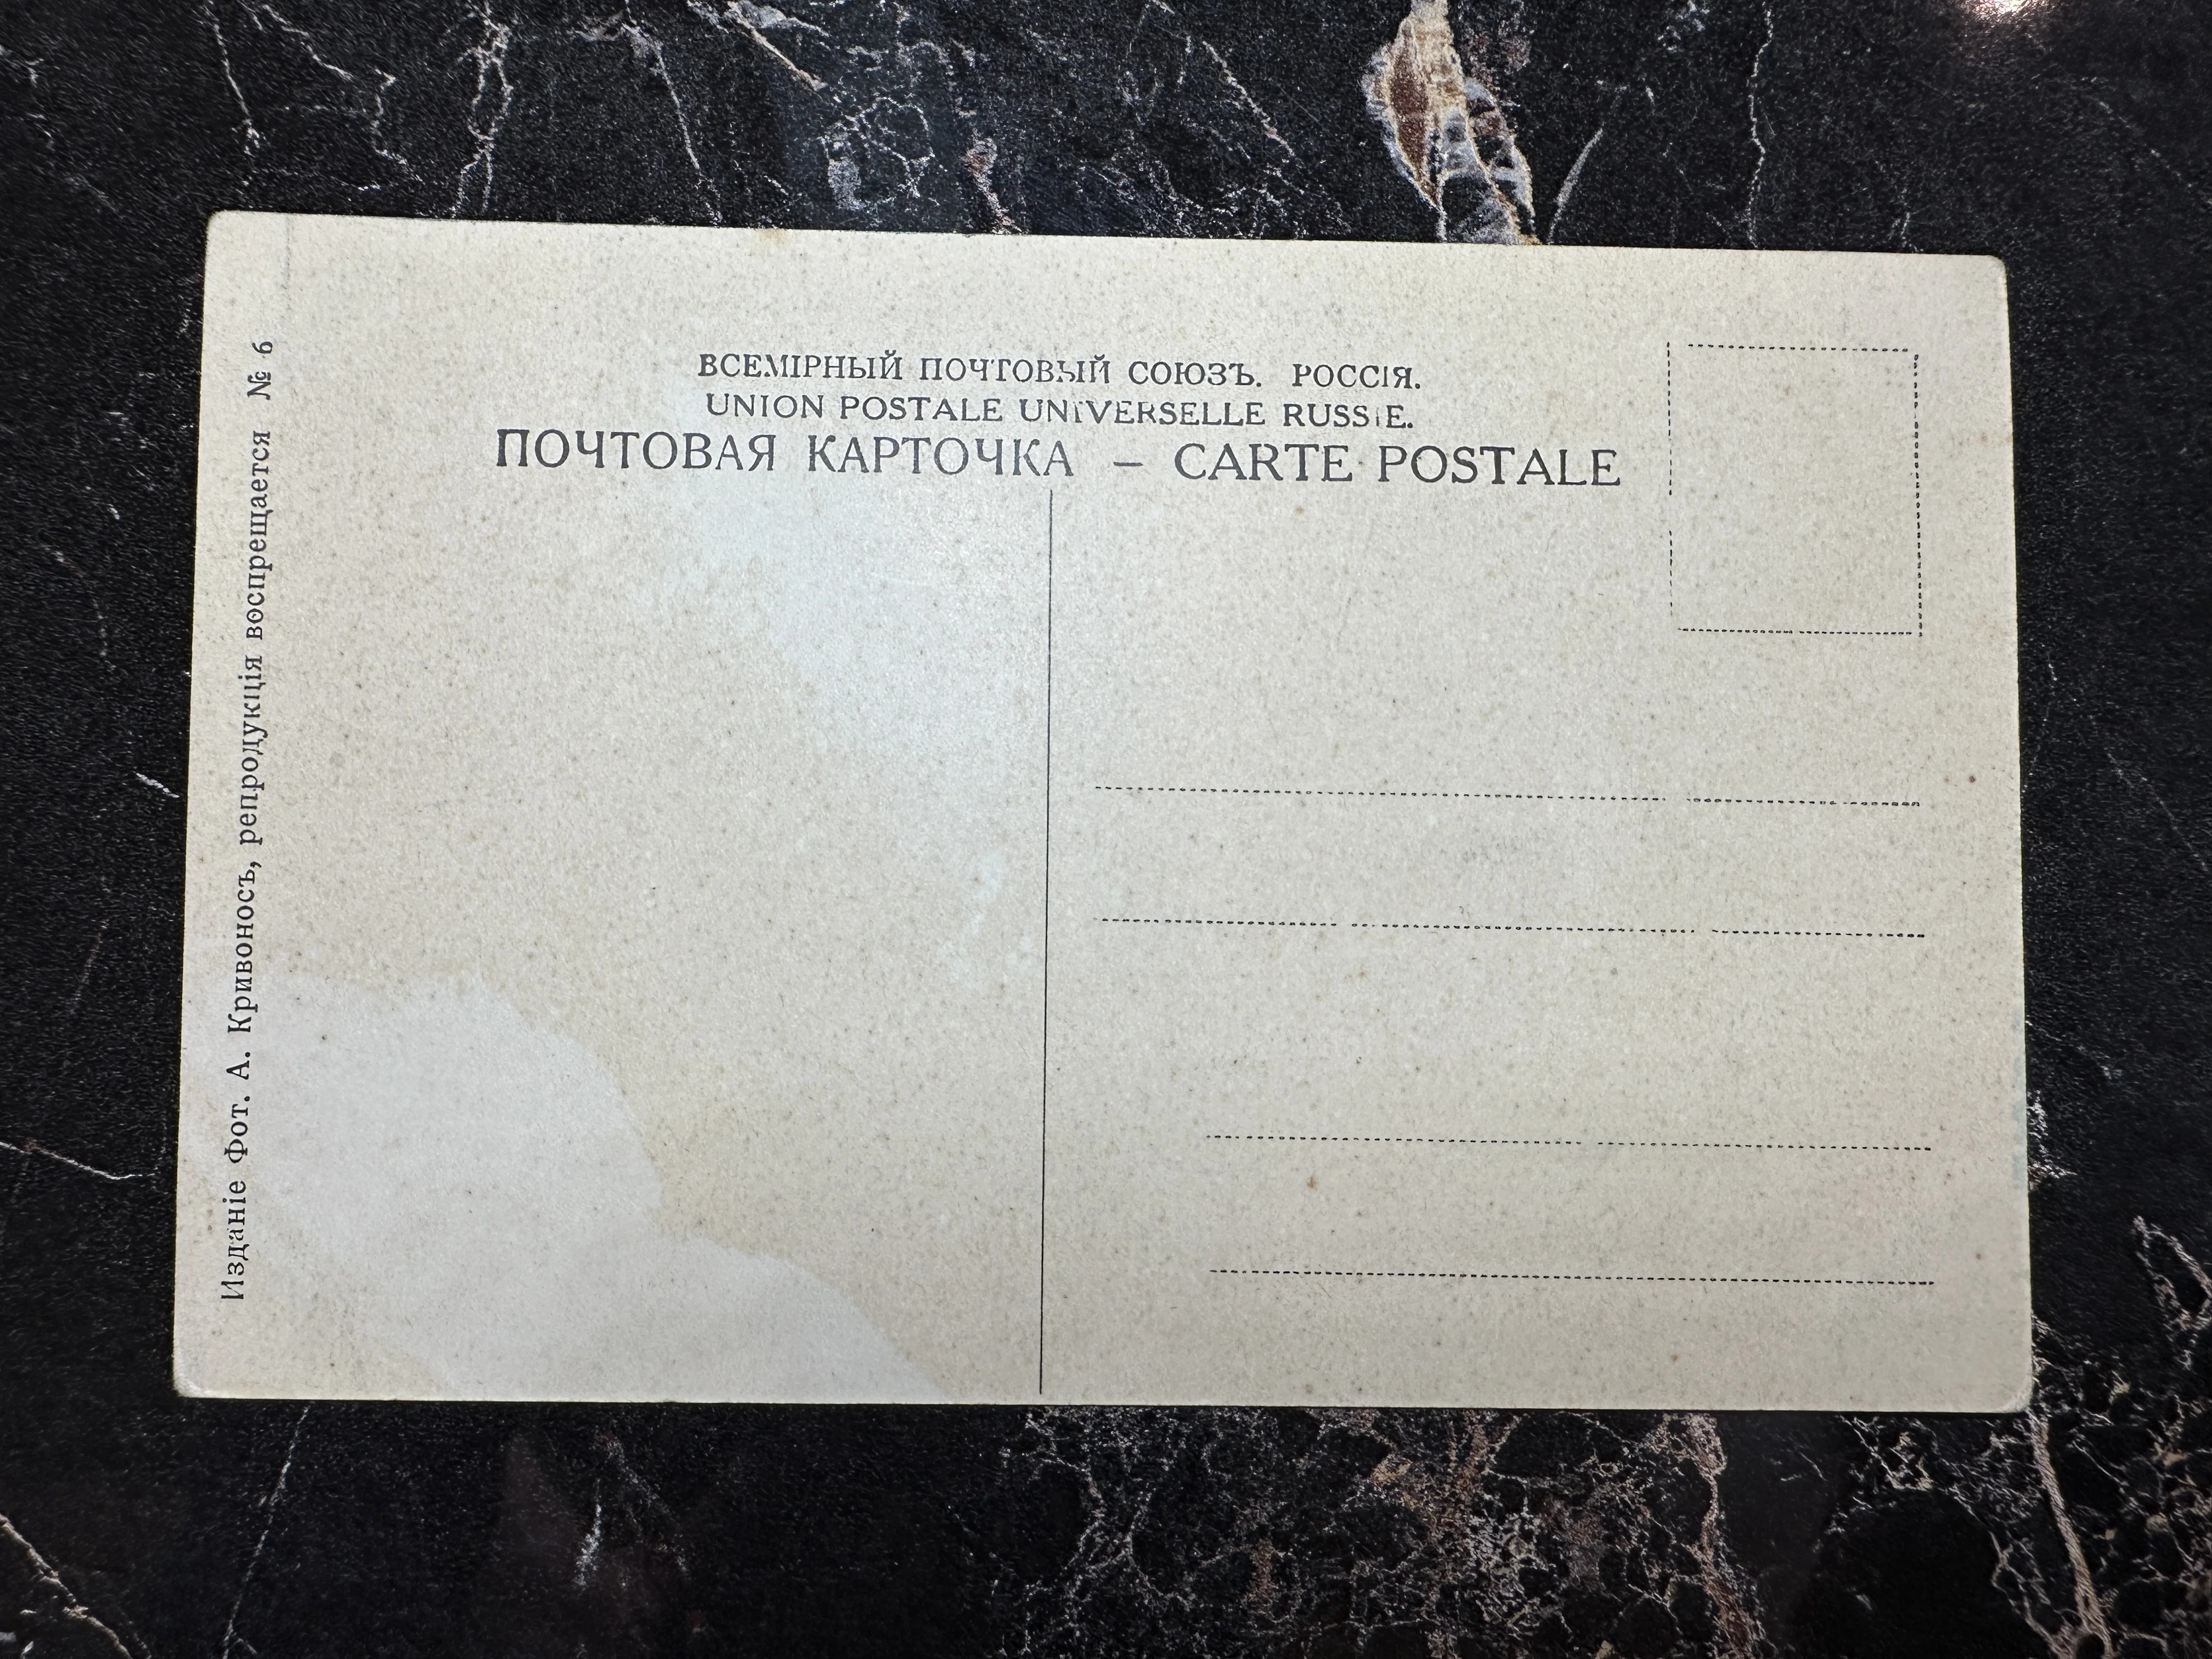 ВСЕМІРНЫЙ ПОЧТОВЫЙ СОЮЗЪ. РОССІЯ.
UNION POSTALE UNIVERSELLE RUSSIE.
ПОЧТОВАЯ КАРТОЧКА – CARTE POSTALE
Изданіе Фот. А. Кривоносъ, репродукція воспрещается № 6